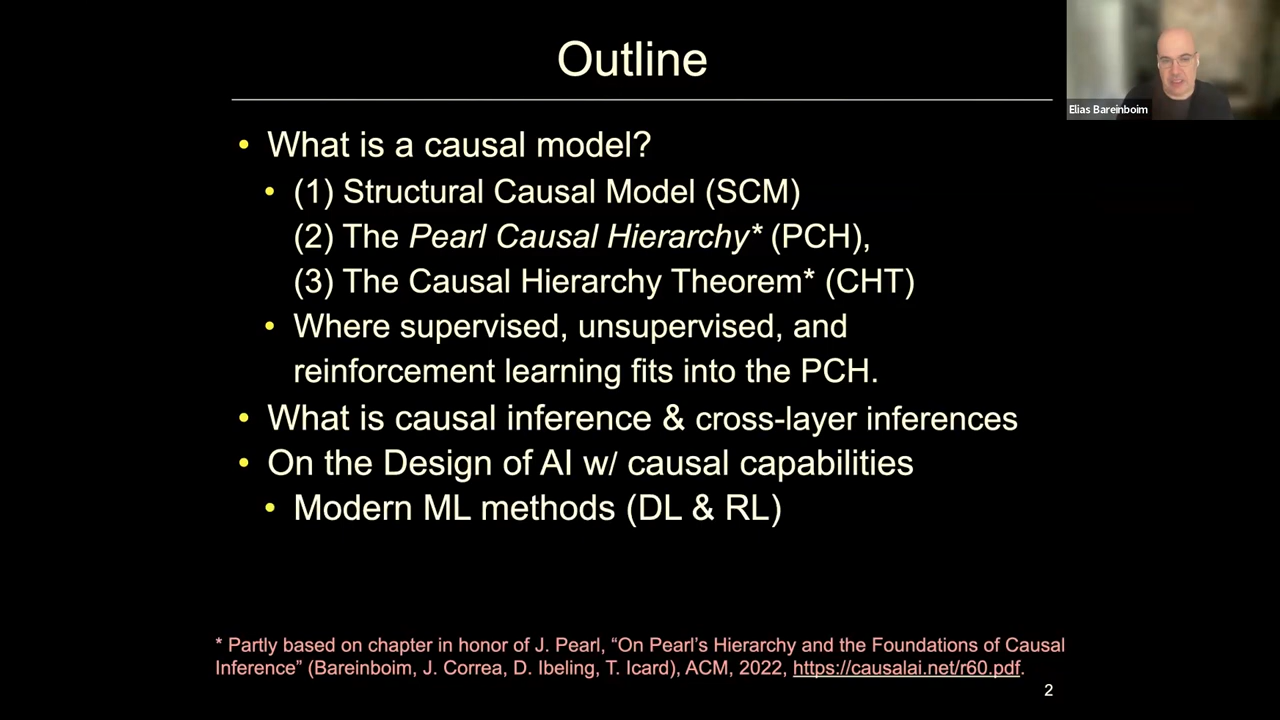 Outline
Elias Bareinboim
• What is a causal model?
• (1) Structural Causal Model (SCM)
(2) The Pearl Causal Hierarchy* (PCH),
(3) The Causal Hierarchy Theorem* (CHT)
• Where supervised, unsupervised, and
reinforcement learning fits into the PCH.
• What is causal inference & cross-layer inferences
• On the Design of AI w/ causal capabilities
• Modern ML methods (DL & RL)
* Partly based on chapter in honor of J. Pearl, “On Pearl’s Hierarchy and the Foundations of Causal
Inference” (Bareinboim, J. Correa, D. Ibeling, T. Icard), ACM, 2022, https://causalai.net/r60.pdf.
2